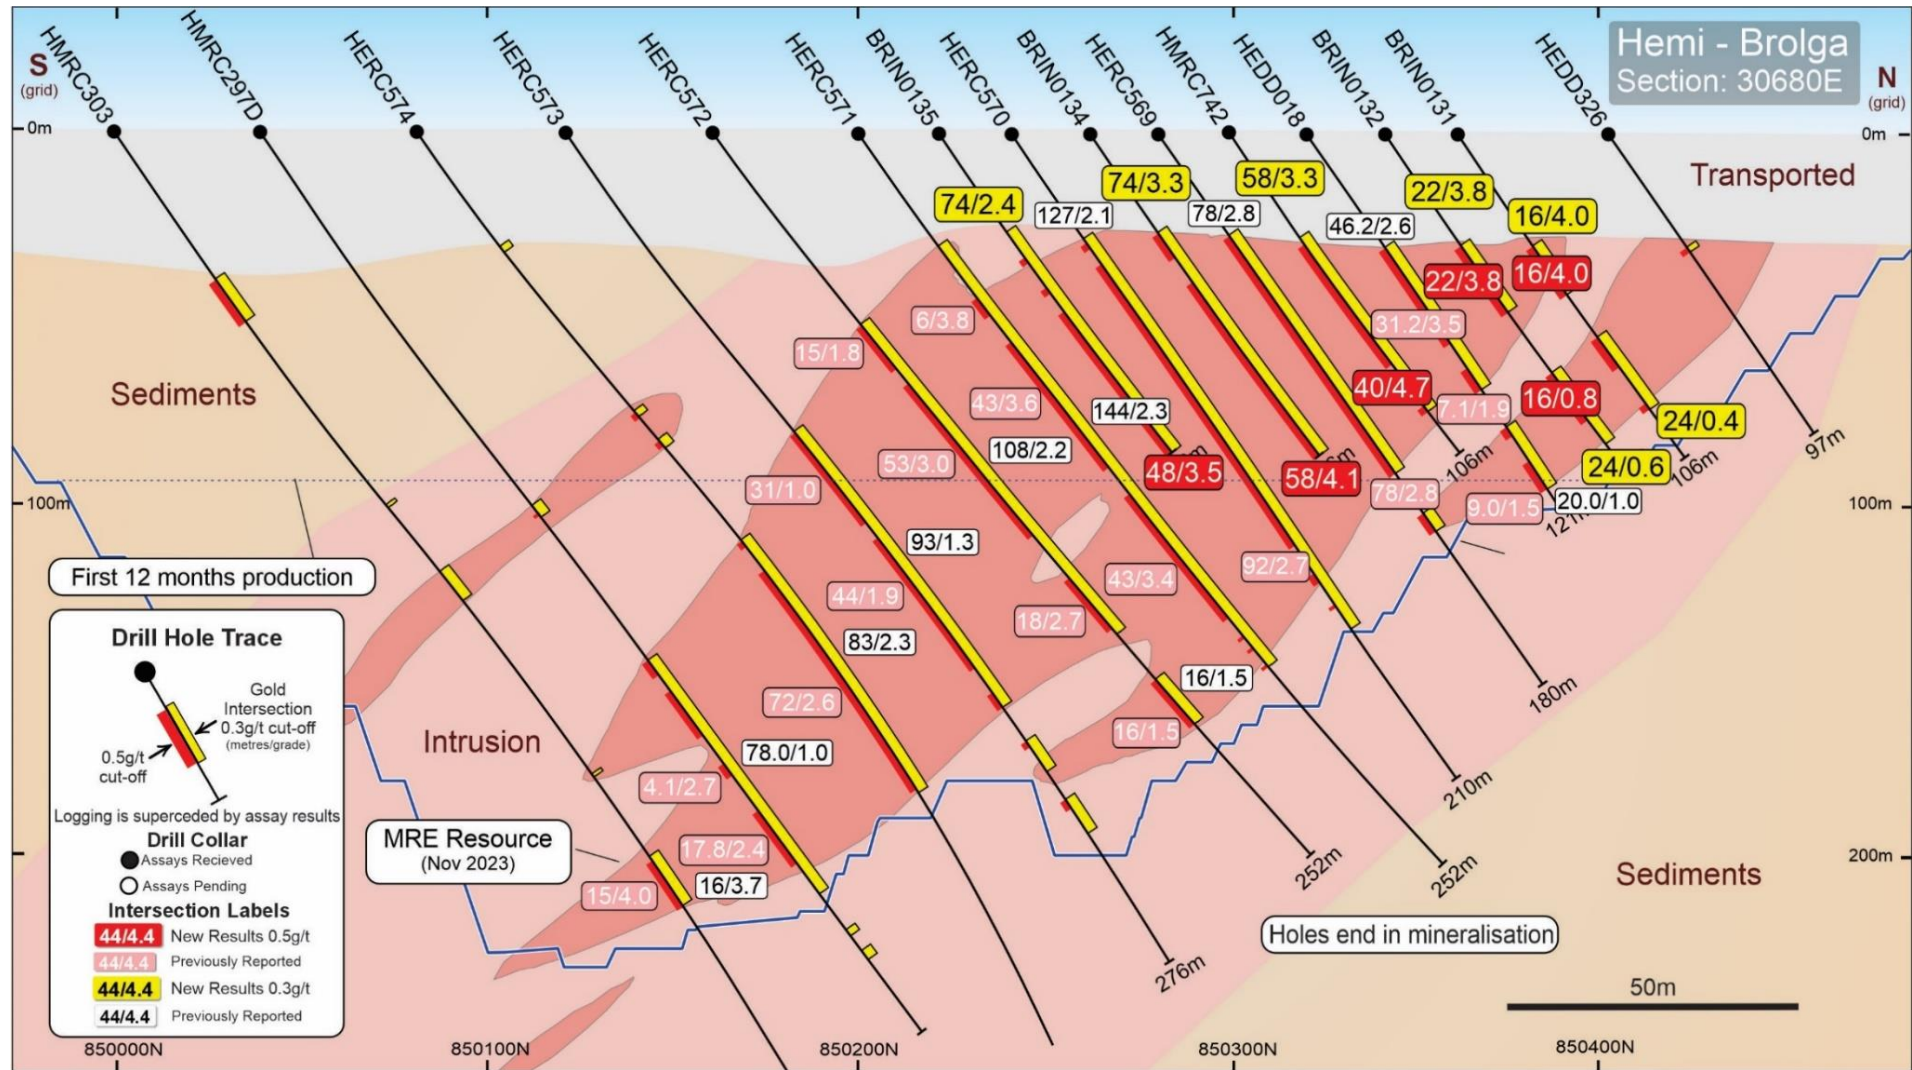 Hemi - Brolga
Section: 30680E
S
(grid)
N
(grid)
HMRC303
HMRC297D
HERC574
HERC573
HERC572
HERC571
BRIN0135
HERC570
BRIN0134
HERC569
HMRC742
HEDD018
BRIN0132
BRIN0131
HEDD326
0m
0m
Transported
74/2.4
127/2.1
74/3.3
78/2.8
58/3.3
46.2/2.6
22/3.8
16/4.0
22/3.8
16/4.0
6/3.8
15/1.8
31.2/3.5
Sediments
43/3.6
144/2.3
40/4.7
7.1/1.9
16/0.8
24/0.4
108/2.2
53/3.0
48/3.5
58/4.1
106m
24/0.6
106m
97m
31/1.0
78/2.8
9.0/1.5
20.0/1.0
100m
100m
93/1.3
92/2.7
43/3.4
44/1.9
18/2.7
83/2.3
First 12 months production
16/1.5
72/2.6
16/1.5
180m
Intrusion
78.0/1.0
4.1/2.7
210m
MRE Resource
(Nov 2023)
17.8/2.4
15/4.0
16/3.7
252m
252m
200m
Sediments
276m
Holes end in mineralisation
50m
Drill Hole Trace
Gold
Intersection
0.3g/t cut-off
(metres/grade)
0.5g/t
cut-off
Logging is superceded by assay results
Drill Collar
Assays Recieved
Assays Pending
Intersection Labels
44/4.4 New Results 0.5g/t
44/4.4 Previously Reported
44/4.4 New Results 0.3g/t
44/4.4 Previously Reported
850000N
850100N
850200N
850300N
850400N